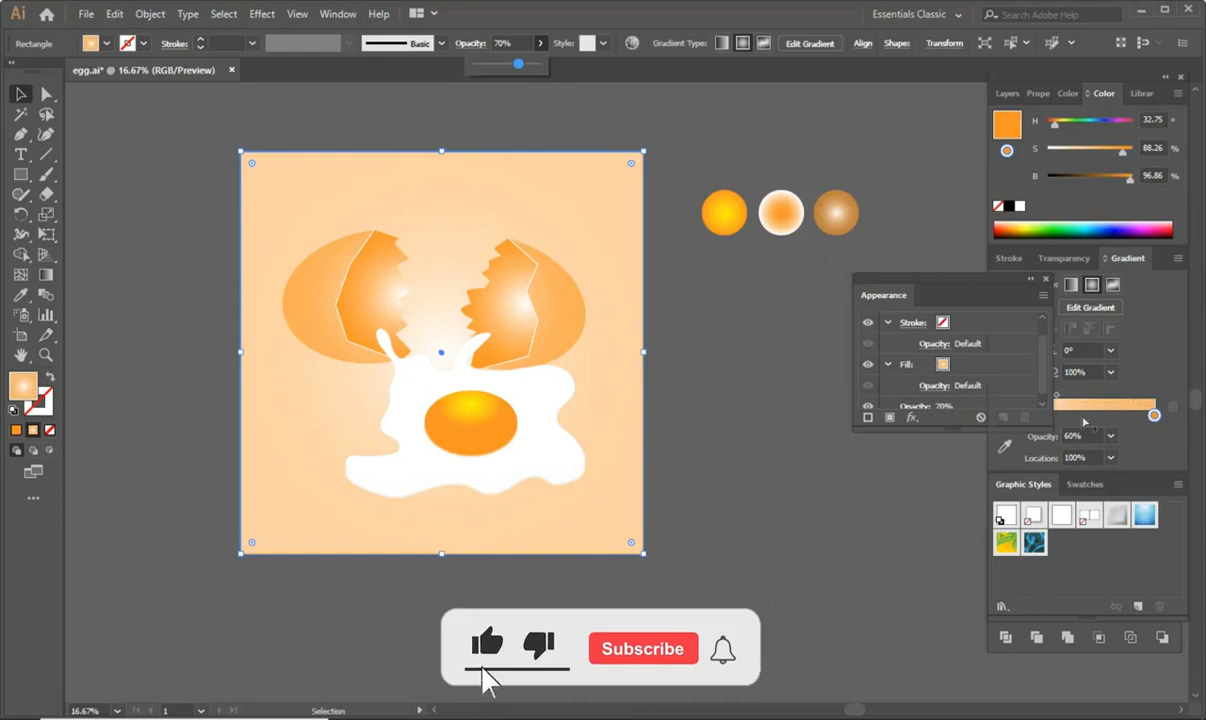 Ai File Edit Object Type Select Effect View Window Help Essentials Classic Search Adobe Help
Rectangle Stroke: Basic Opacity: 70% Style: Gradient Type: Edit Gradient Align Shape: Transform
egg.ai* @ 16.67% (RGB/Preview)
Layers Prope Color Color Librar
H 32.75 °
S 88.26 %
B 96.86 %
Stroke Transparency Gradient
Appearance
Edit Gradient
Stroke:
Opacity: Default
0°
Fill:
100%
Opacity: Default
Opacity: 70%
fx
Opacity: 60%
Location: 100%
Graphic Styles Swatches
Subscribe
16.67% 1 Selection